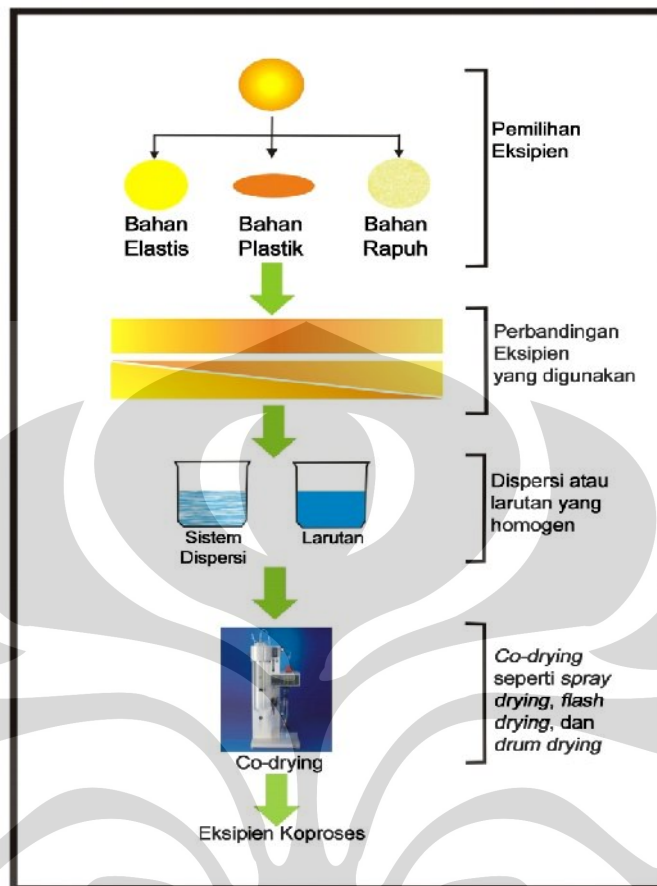 Pemilihan
Eksipien
Bahan
Elastis
Bahan
Plastik
Bahan
Rapuh
Perbandingan
Eksipien
yang digunakan
Dispersi atau
larutan yang
homogen
Sistem
Dispersi
Larutan
Co-drying
seperti spray
drying, flash
drying, dan
drum drying
Co-drying
Eksipien Koproses